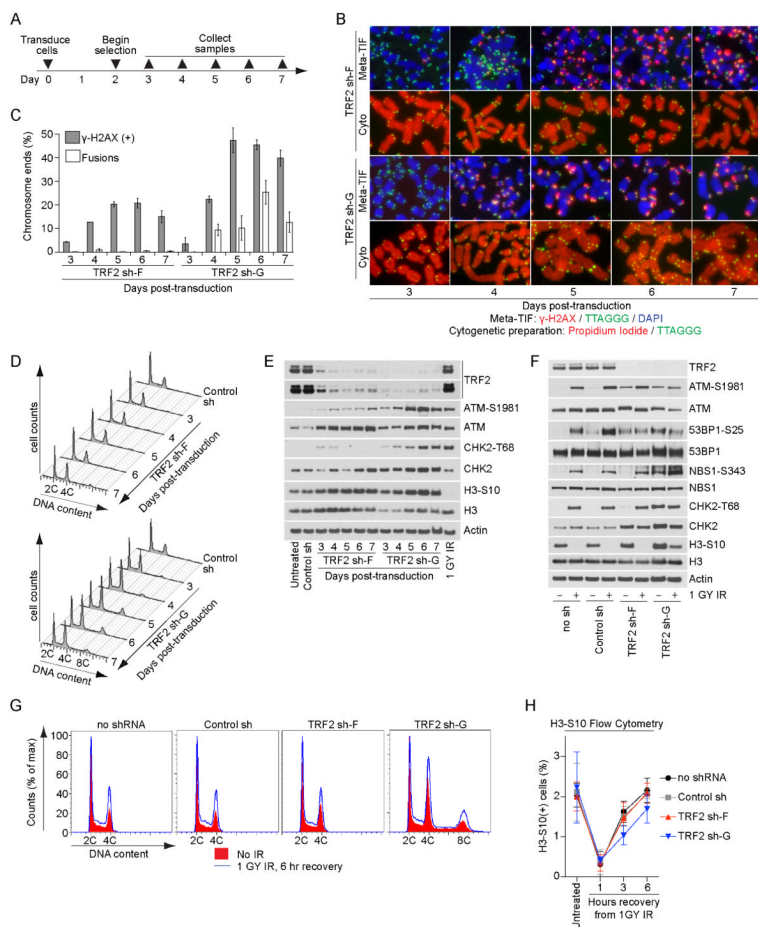 A
Transduce cells
Begin selection
Collect samples
Day 0 1 2 3 4 5 6 7
B
TRF2 sh-F
Meta-TIF
Cyto
TRF2 sh-G
Meta-TIF
Cyto
3 4 5 6 7
Days post-transduction
Meta-TIF: γ-H2AX / TTAGGG / DAPI
Cytogenetic preparation: Propidium Iodide / TTAGGG
C
Chromosome ends (%)
50
40
30
20
10
0
γ-H2AX (+)
Fusions
3 4 5 6 7 3 4 5 6 7
TRF2 sh-F TRF2 sh-G
Days post-transduction
D
cell counts
Control sh
3
4
5
6
7
TRF2 sh-F
Days post-transduction
2C 4C
DNA content
cell counts
Control sh
3
4
5
6
7
TRF2 sh-G
Days post-transduction
2C 4C 8C
DNA content
E
TRF2
ATM-S1981
ATM
CHK2-T68
CHK2
H3-S10
H3
Actin
Untreated
Control sh
3 4 5 6 7 3 4 5 6 7
1 GY IR
TRF2 sh-F TRF2 sh-G
Days post-transduction
F
TRF2
ATM-S1981
ATM
53BP1-S25
53BP1
NBS1-S343
NBS1
CHK2-T68
CHK2
H3-S10
H3
Actin
– + – + – + – + 1 GY IR
no sh
Control sh
TRF2 sh-F
TRF2 sh-G
G
no shRNA
Control sh
TRF2 sh-F
TRF2 sh-G
Counts (% of max)
100
80
60
40
20
0
2C 4C 2C 4C 2C 4C 2C 4C 8C
DNA content
No IR
1 GY IR, 6 hr recovery
H
H3-S10 Flow Cytometry
H3-S10(+) cells (%)
3
2
1
0
no shRNA
Control sh
TRF2 sh-F
TRF2 sh-G
Untreated
1 3 6
Hours recovery
from 1GY IR